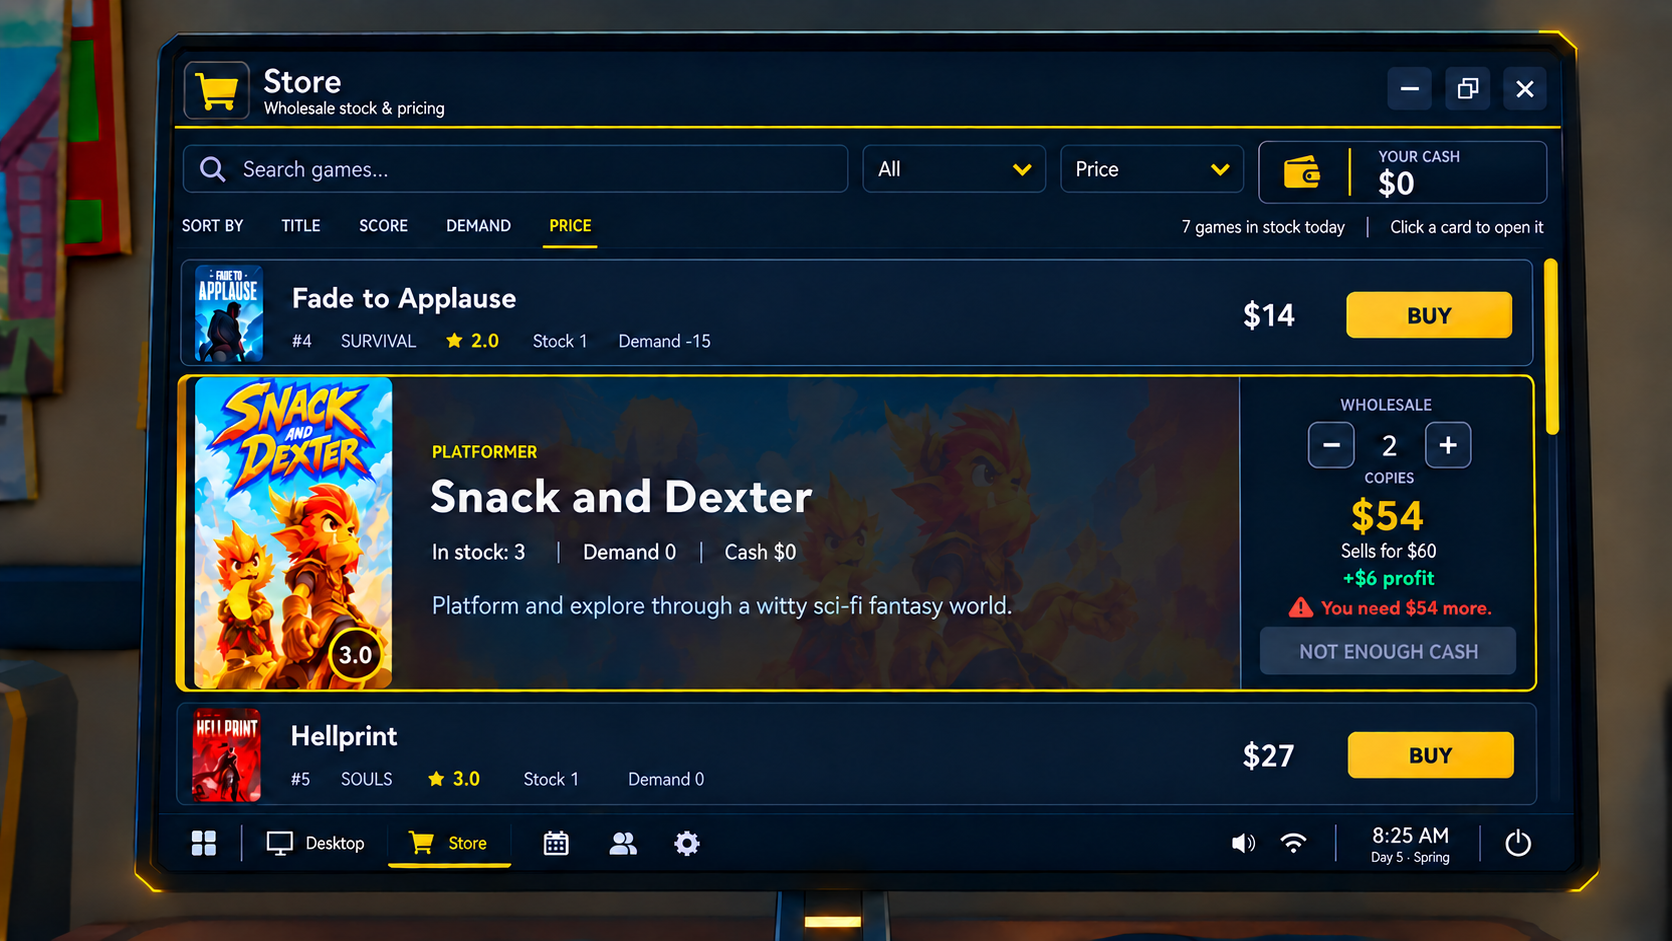 Store
Wholesale stock & pricing
Search games...
All
Price
YOUR CASH
$0
SORT BY TITLE SCORE DEMAND PRICE
7 games in stock today | Click a card to open it
FADE TO
APPLAUSE
Fade to Applause
#4 SURVIVAL ★ 2.0 Stock 1 Demand -15
$14
BUY
SNACK
AND
DEXTER
3.0
PLATFORMER
Snack and Dexter
In stock: 3 | Demand 0 | Cash $0
Platform and explore through a witty sci-fi fantasy world.
WHOLESALE
− 2 +
COPIES
$54
Sells for $60
+$6 profit
You need $54 more.
NOT ENOUGH CASH
HELLPRINT
Hellprint
#5 SOULS ★ 3.0 Stock 1 Demand 0
$27
BUY
Desktop
Store
8:25 AM
Day 5 · Spring